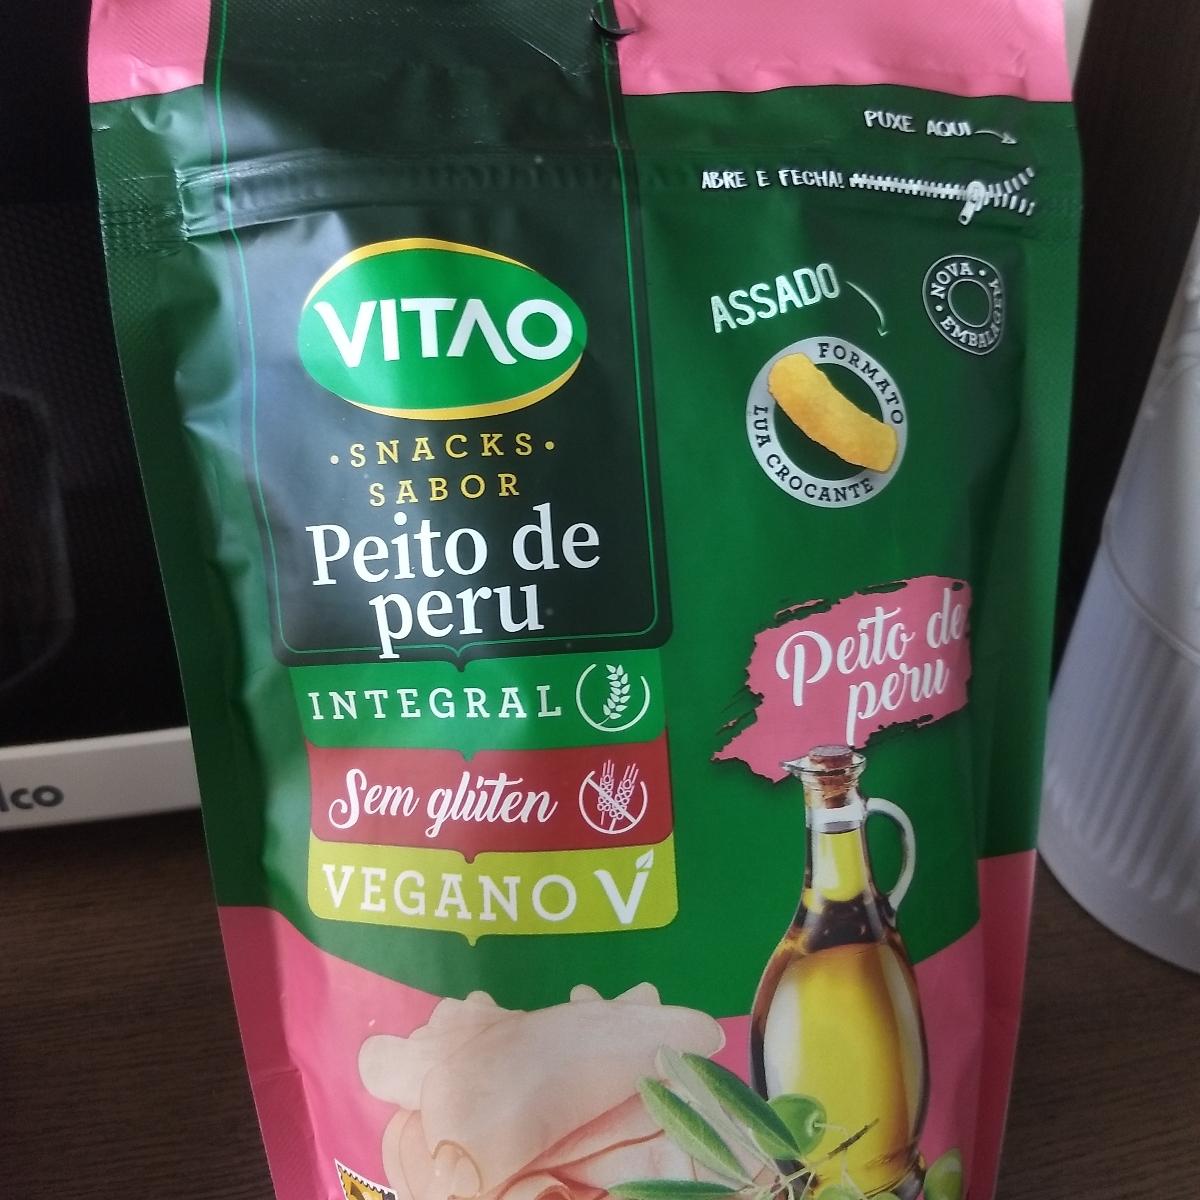 PUXE AQUI
ABRE E FECHA!
VITAO
ASSADO
NOVA
EMBALAGEM
FORMATO
LUA CROCANTE
•SNACKS•
SABOR
Peito de
peru
Peito de
peru
INTEGRAL
Sem glúten
VEGANO V
lco